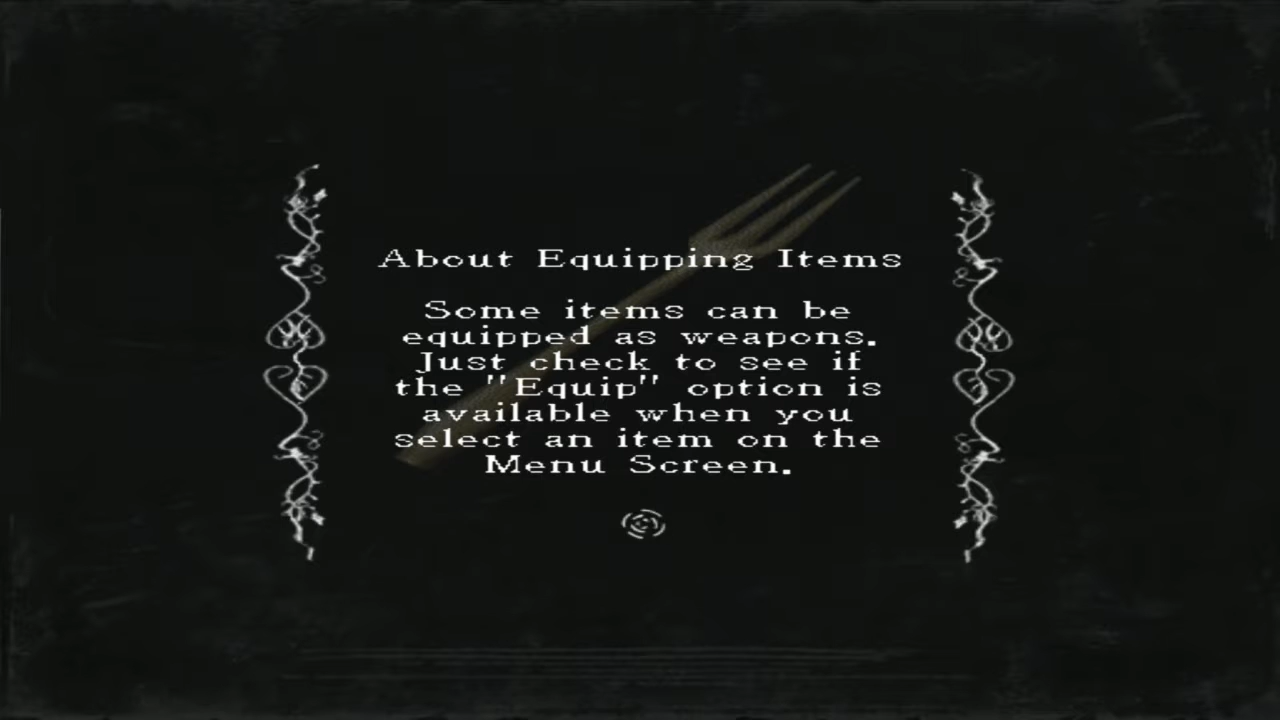 About Equipping Items
Some items can be
equipped as weapons.
Just check to see if
the "Equip" option is
available when you
select an item on the
Menu Screen.